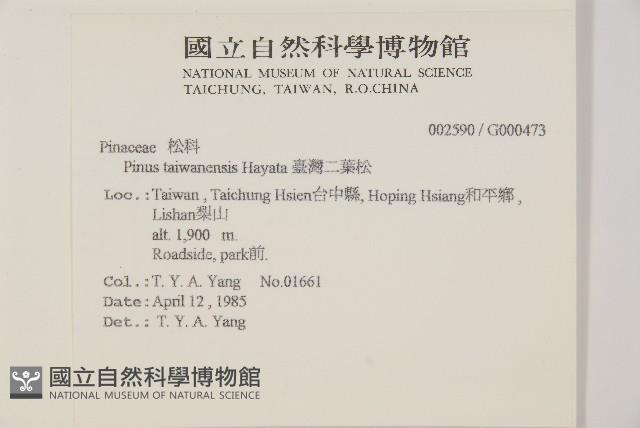 國立自然科學博物館
NATIONAL MUSEUM OF NATURAL SCIENCE
TAICHUNG, TAIWAN, R.O.CHINA
002590 / G000473
Pinaceae 松科
Pinus taiwanensis Hayata 臺灣二葉松
Loc.:Taiwan , Taichung Hsien台中縣, Hoping Hsiang和平鄉 ,
Lishan梨山
alt. 1,900 m.
Roadside, park前.
Col.:T. Y. A. Yang No.01661
Date:April 12 , 1985
Det.: T. Y. A. Yang
國立自然科學博物館
NATIONAL MUSEUM OF NATURAL SCIENCE